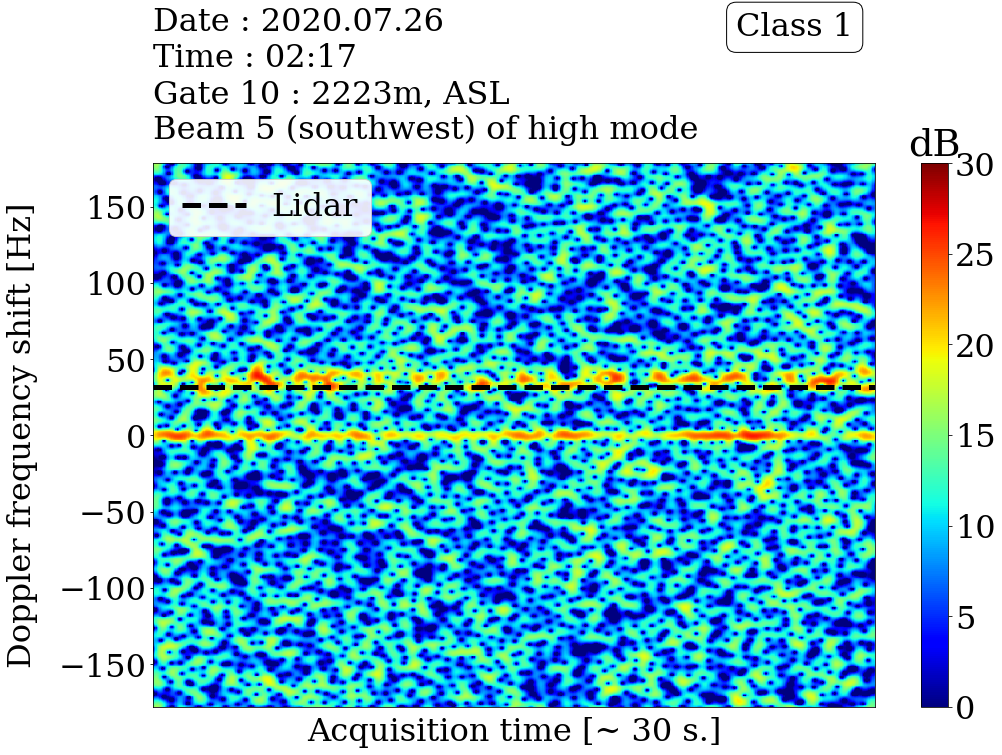 Date : 2020.07.26
Time : 02:17
Gate 10 : 2223m, ASL
Beam 5 (southwest) of high mode
Class 1
dB
Lidar
Doppler frequency shift [Hz]
150
100
50
0
−50
−100
−150
Acquisition time [~ 30 s.]
30
25
20
15
10
5
0